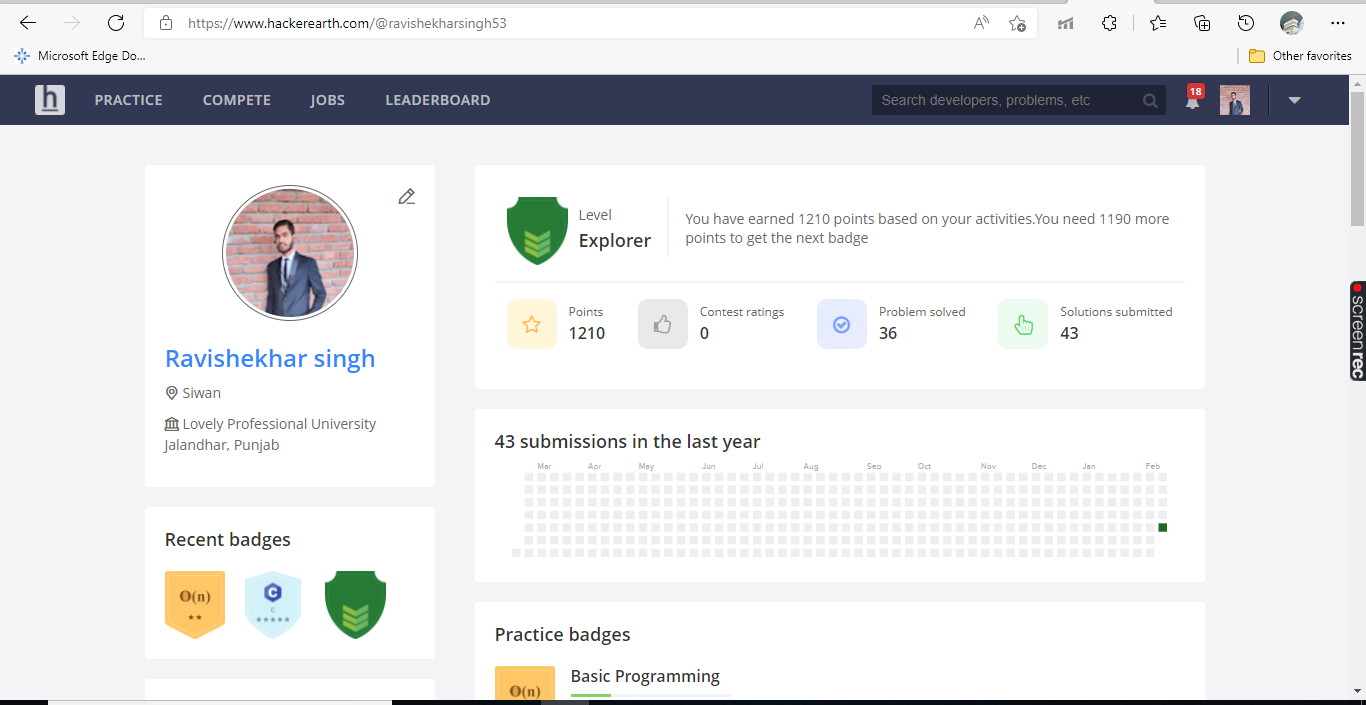 https://www.hackerearth.com/@ravishekharsingh53
Microsoft Edge Do...
Other favorites
h
PRACTICE
COMPETE
JOBS
LEADERBOARD
Search developers, problems, etc
18
Ravishekhar singh
Siwan
Lovely Professional University
Jalandhar, Punjab
Recent badges
O(n)
C
C
Level
Explorer
You have earned 1210 points based on your activities.You need 1190 more
points to get the next badge
Points
1210
Contest ratings
0
Problem solved
36
Solutions submitted
43
43 submissions in the last year
Mar Apr May Jun Jul Aug Sep Oct Nov Dec Jan Feb
Practice badges
O(n)
Basic Programming
screenrec